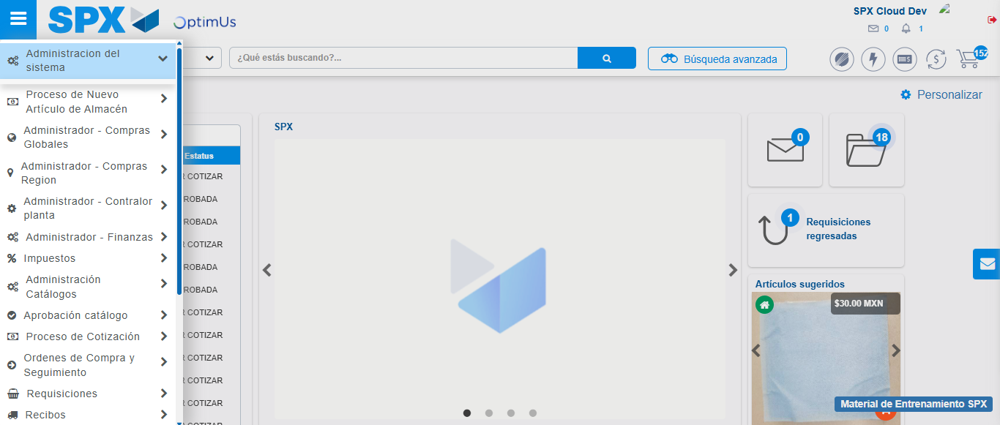 SPX
OptimUs
SPX Cloud Dev
0
1
Administracion del
sistema
¿Qué estás buscando?...
Búsqueda avanzada
152
Personalizar
Proceso de Nuevo
Artículo de Almacén
Administrador - Compras
Globales
Administrador - Compras
Region
Administrador - Contralor
planta
Administrador - Finanzas
Impuestos
Administración
Catálogos
Aprobación catálogo
Proceso de Cotización
Ordenes de Compra y
Seguimiento
Requisiciones
Recibos
Estatus
COTIZAR
ROBADA
ROBADA
COTIZAR
ROBADA
ROBADA
COTIZAR
COTIZAR
COTIZAR
COTIZAR
COTIZAR
COTIZAR
SPX
0
18
1
Requisiciones
regresadas
Artículos sugeridos
$30.00 MXN
Material de Entrenamiento SPX